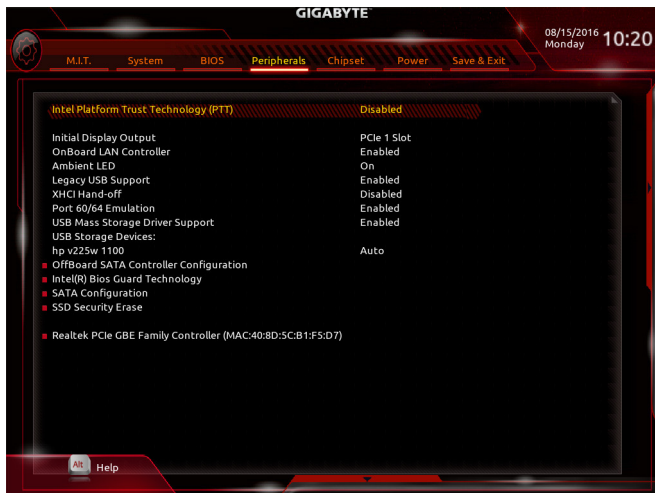 GIGABYTE
08/15/2016
Monday 10:20
M.I.T. System BIOS Peripherals Chipset Power Save & Exit
Intel Platform Trust Technology (PTT) Disabled
Initial Display Output PCIe 1 Slot
OnBoard LAN Controller Enabled
Ambient LED On
Legacy USB Support Enabled
XHCI Hand-off Disabled
Port 60/64 Emulation Enabled
USB Mass Storage Driver Support Enabled
USB Storage Devices:
hp v225w 1100 Auto
OffBoard SATA Controller Configuration
Intel(R) Bios Guard Technology
SATA Configuration
SSD Security Erase
Realtek PCIe GBE Family Controller (MAC:40:8D:5C:B1:F5:D7)
Alt Help